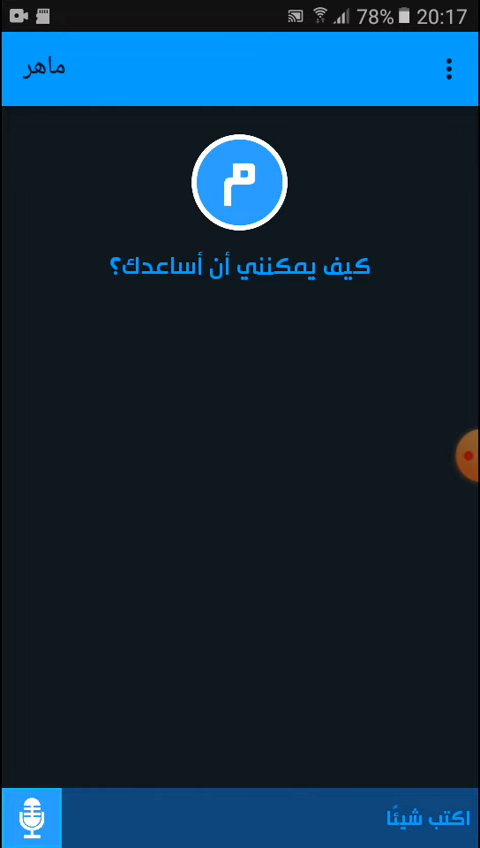 78% 20:17
ماهر
م
كيف يمكنني أن أساعدك؟
اكتب شيئًا